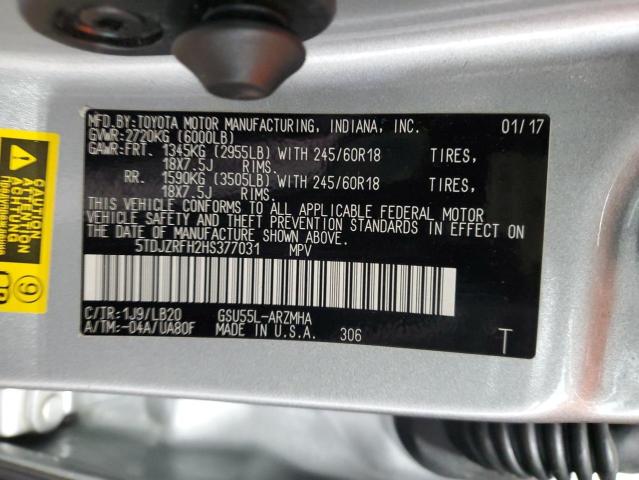 MFD.BY:TOYOTA MOTOR MANUFACTURING, INDIANA, INC. 01/17
GVWR:2720KG (6000LB)
GAWR:FRT. 1345KG (2955LB) WITH 245/60R18 TIRES,
18X7.5J RIMS.
RR. 1590KG (3505LB) WITH 245/60R18 TIRES,
18X7.5J RIMS.
THIS VEHICLE CONFORMS TO ALL APPLICABLE FEDERAL MOTOR
VEHICLE SAFETY AND THEFT PREVENTION STANDARDS IN EFFECT ON
THE DATE OF MANUFACTURE SHOWN ABOVE.
5TDJZRFH2HS377031 MPV
C/TR:1J9/LB20 GSU55L-ARZMHA
A/TM:-04A/UA80F MADE IN U.S.A. 306 T
CAUTION
ACHTUNG
9